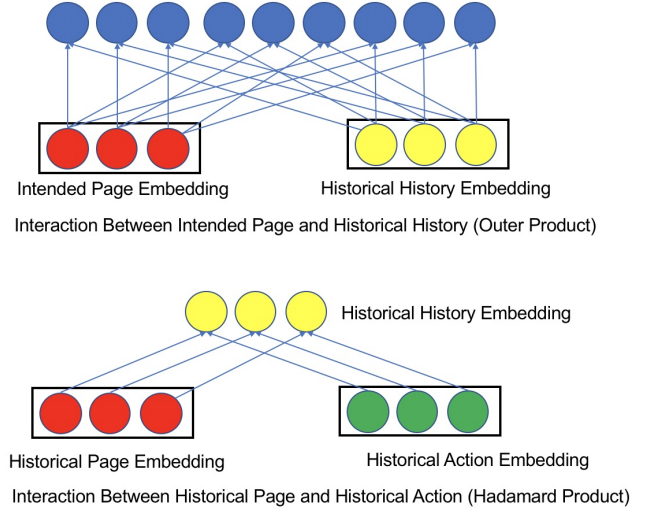 Intended Page Embedding
Historical History Embedding
Interaction Between Intended Page and Historical History (Outer Product)
Historical History Embedding
Historical Page Embedding
Historical Action Embedding
Interaction Between Historical Page and Historical Action (Hadamard Product)